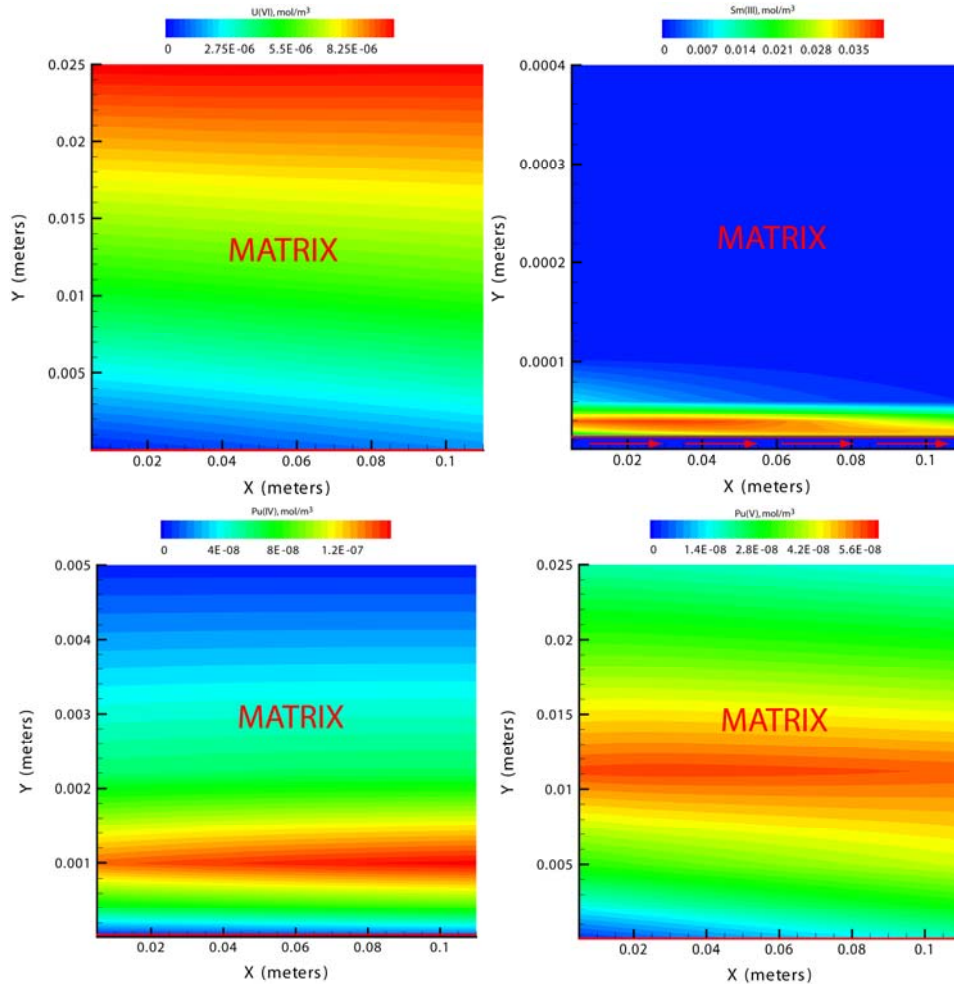 U(VI), mol/m³
0 2.75E-06 5.5E-06 8.25E-06
0.025
0.02
0.015
0.01
0.005
Y (meters)
MATRIX
0.02 0.04 0.06 0.08 0.1
X (meters)
Sm(III), mol/m³
0 0.007 0.014 0.021 0.028 0.035
0.0004
0.0003
0.0002
0.0001
Y (meters)
MATRIX
0.02 0.04 0.06 0.08 0.1
X (meters)
Pu(IV), mol/m³
0 4E-08 8E-08 1.2E-07
0.005
0.004
0.003
0.002
0.001
Y (meters)
MATRIX
0.02 0.04 0.06 0.08 0.1
X (meters)
Pu(V), mol/m³
0 1.4E-08 2.8E-08 4.2E-08 5.6E-08
0.025
0.02
0.015
0.01
0.005
Y (meters)
MATRIX
0.02 0.04 0.06 0.08 0.1
X (meters)